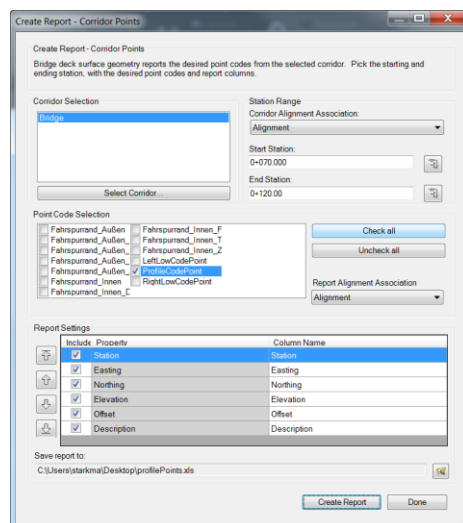 Create Report - Corridor Points
Create Report - Corridor Points
Bridge deck surface geometry reports the desired point codes from the selected corridor. Pick the starting and
ending station, with the desired point codes and report columns.
Corridor Selection
Bridge
Select Corridor...
Station Range
Corridor Alignment Association:
Alignment
Start Station:
0+070.000
End Station:
0+120.00
Point Code Selection
Fahrspurrand_Außen
Fahrspurrand_Außen_
Fahrspurrand_Außen_
Fahrspurrand_Außen_
Fahrspurrand_Innen
Fahrspurrand_Innen_D
Fahrspurrand_Innen_F
Fahrspurrand_Innen_T
Fahrspurrand_Innen_Z
LeftLowCodePoint
ProfileCodePoint
RightLowCodePoint
Check all
Uncheck all
Report Alignment Association
Alignment
Report Settings
Include Property Column Name
Station Station
Easting Easting
Northing Northing
Elevation Elevation
Offset Offset
Description Description
Save report to:
C:\Users\starkma\Desktop\profilePoints.xls
Create Report Done